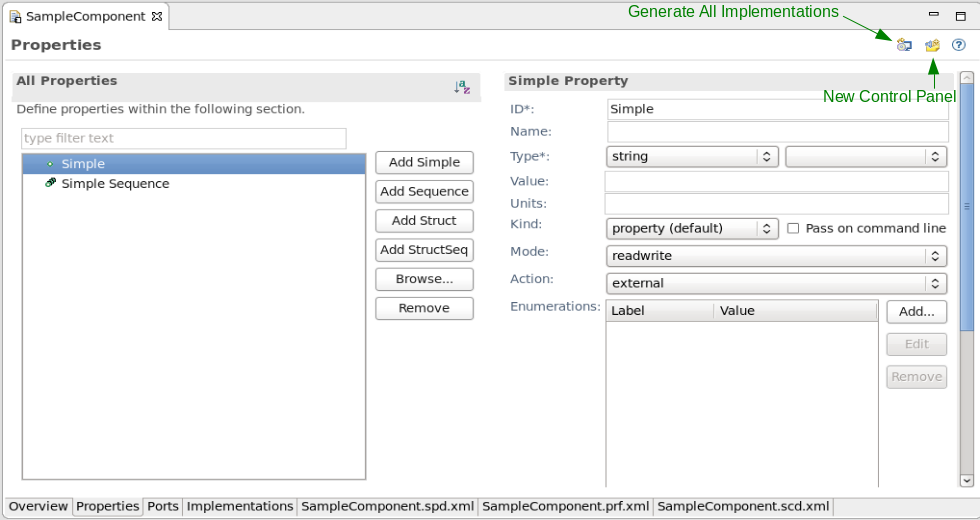 SampleComponent
Generate All Implementations
Properties
New Control Panel
All Properties
Define properties within the following section.
type filter text
Simple
Simple Sequence
Add Simple
Add Sequence
Add Struct
Add StructSeq
Browse...
Remove
Simple Property
ID*: Simple
Name:
Type*: string
Value:
Units:
Kind: property (default) Pass on command line
Mode: readwrite
Action: external
Enumerations: Label Value
Add...
Edit
Remove
Overview Properties Ports Implementations SampleComponent.spd.xml SampleComponent.prf.xml SampleComponent.scd.xml